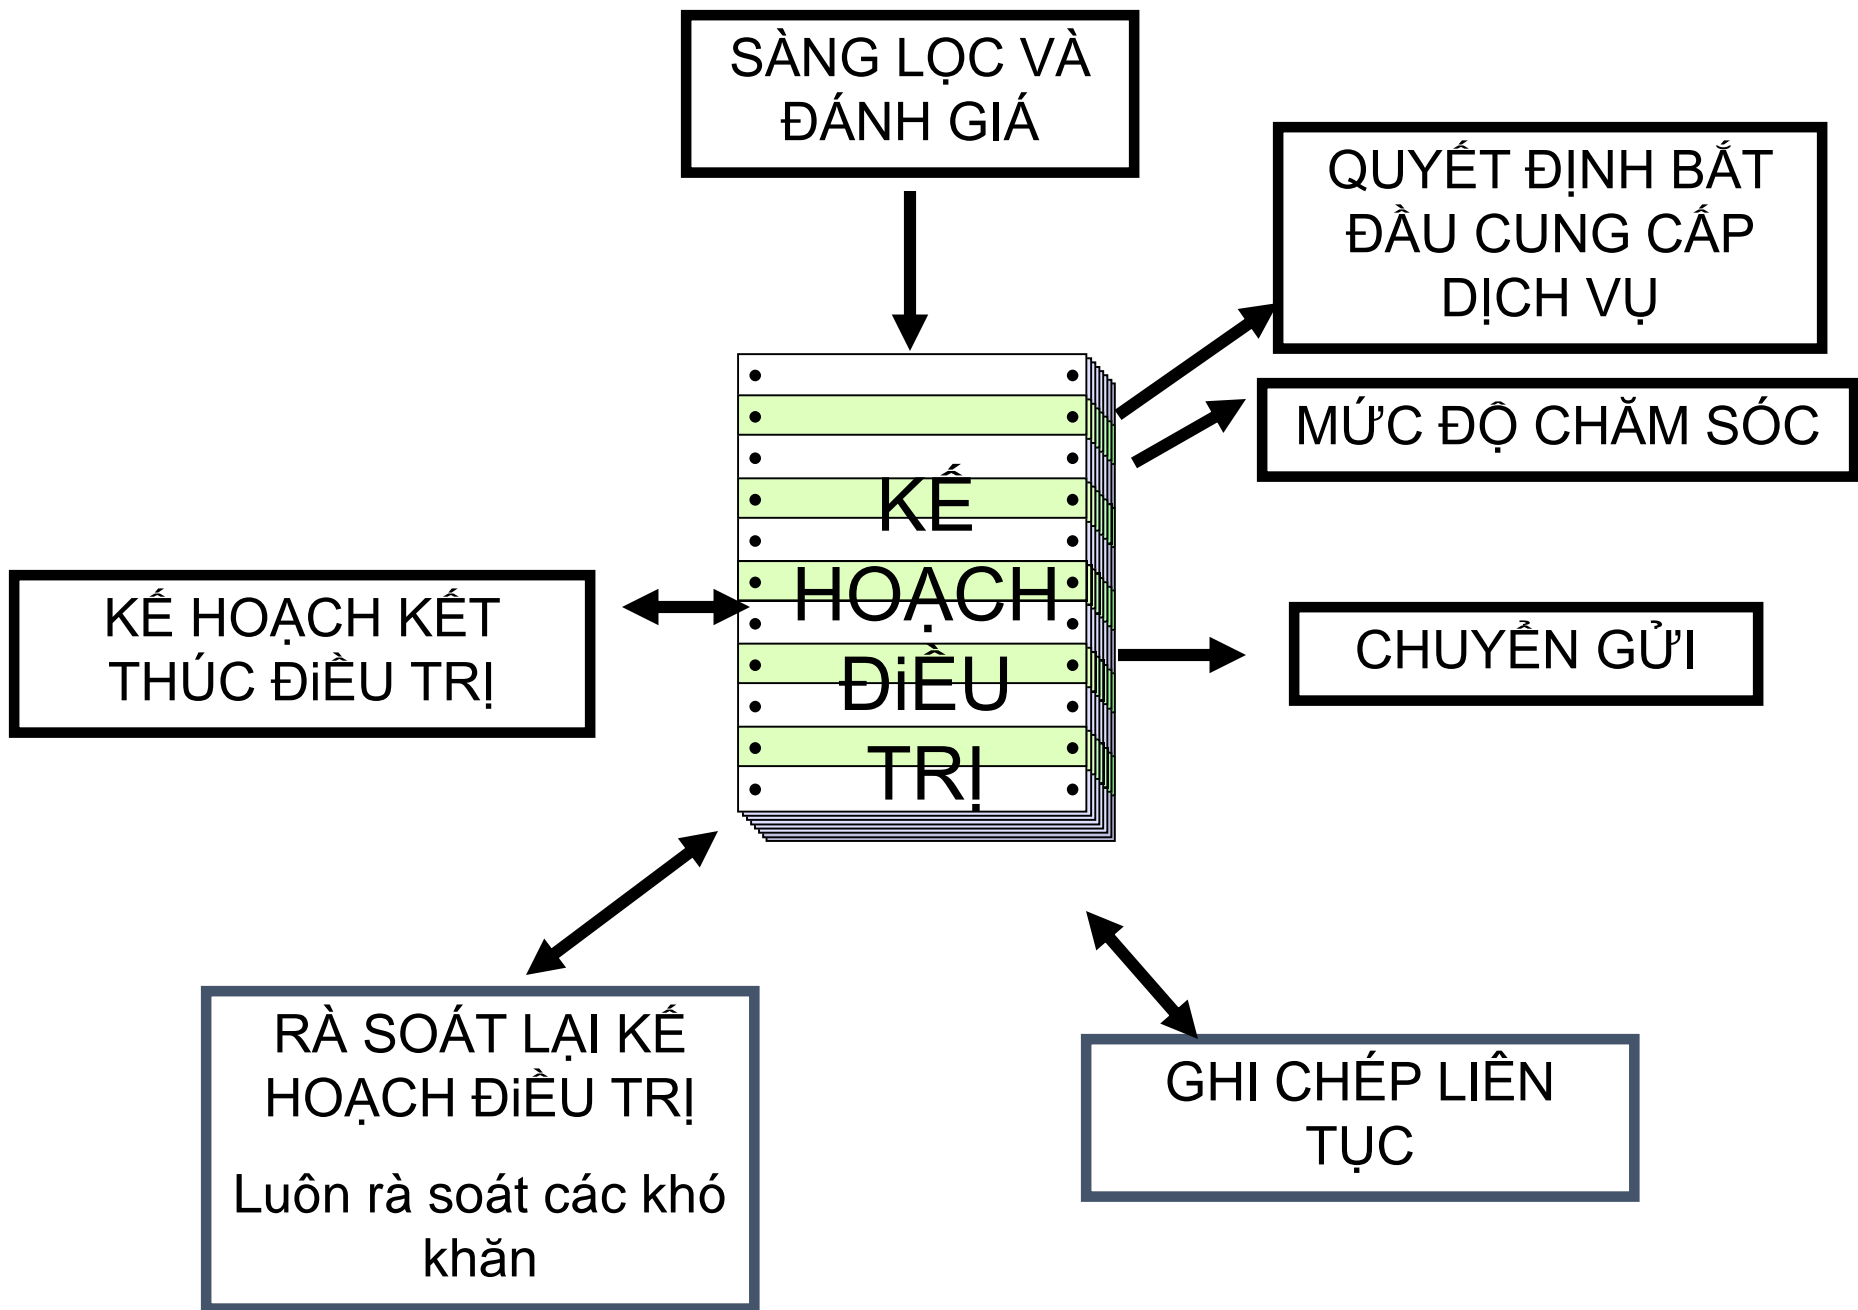 SÀNG LỌC VÀ
ĐÁNH GIÁ
QUYẾT ĐỊNH BẮT
ĐẦU CUNG CẤP
DỊCH VỤ
MỨC ĐỘ CHĂM SÓC
KẾ
HOẠCH
ĐiỀU
TRỊ
KẾ HOẠCH KẾT
THÚC ĐiỀU TRỊ
CHUYỂN GỬI
RÀ SOÁT LẠI KẾ
HOẠCH ĐiỀU TRỊ
Luôn rà soát các khó
khăn
GHI CHÉP LIÊN
TỤC